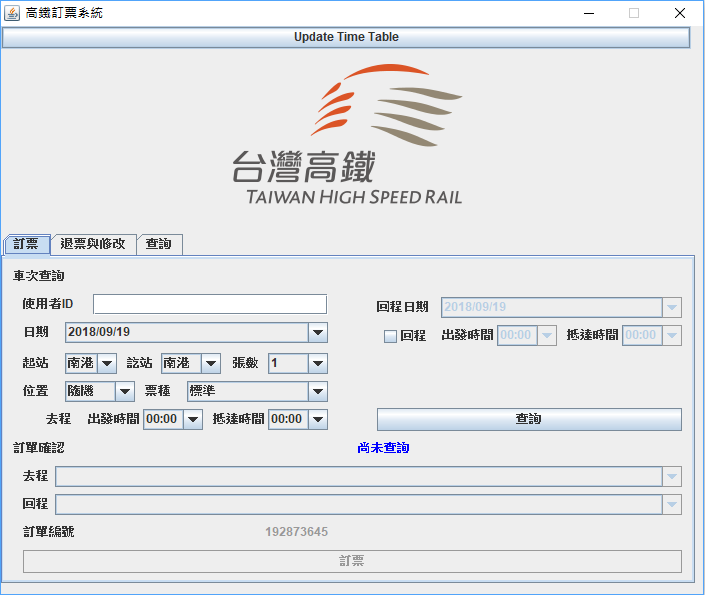 高鐵訂票系統
Update Time Table
台灣高鐵
TAIWAN HIGH SPEED RAIL
訂票 退票與修改 查詢
車次查詢
使用者ID
日期 2018/09/19
起站 南港 訖站 南港 張數 1
位置 隨機 票種 標準
去程 出發時間 00:00 抵達時間 00:00
回程日期 2018/09/19
回程 出發時間 00:00 抵達時間 00:00
查詢
訂單確認 尚未查詢
去程
回程
訂單編號 192873645
訂票